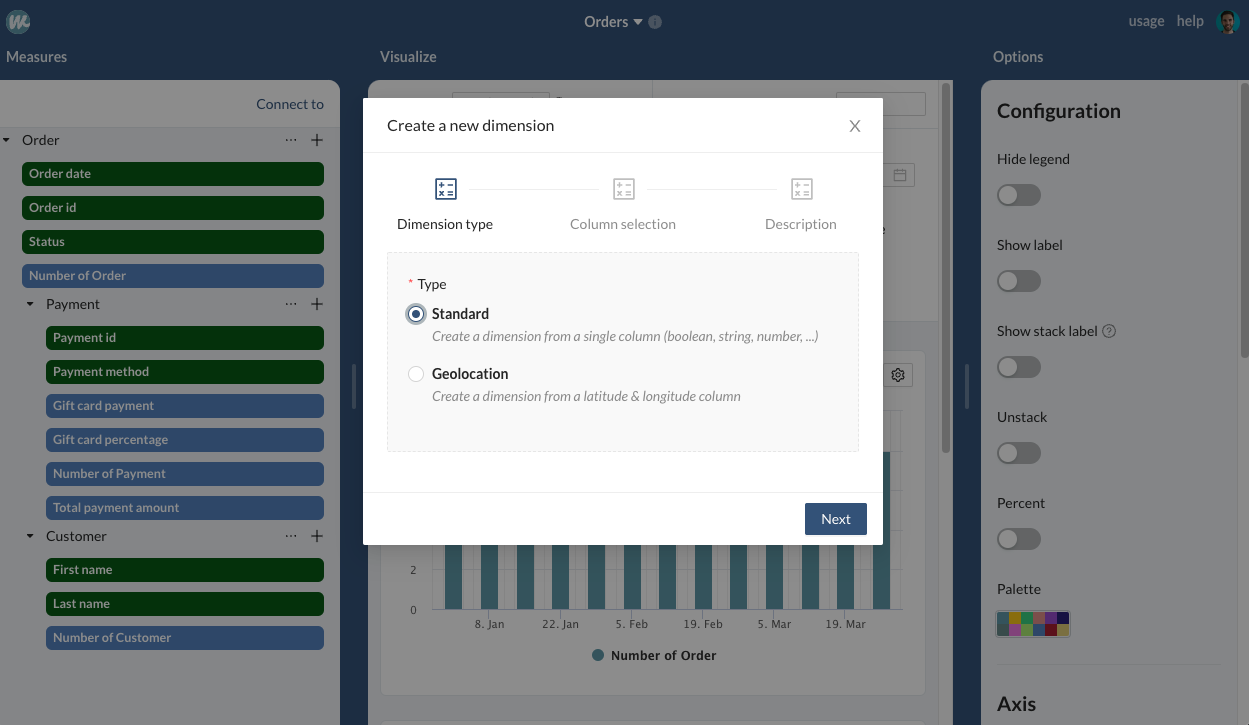 Orders
usage help
Measures
Visualize
Options
Connect to
Order
Order date
Order id
Status
Number of Order
Payment
Payment id
Payment method
Gift card payment
Gift card percentage
Number of Payment
Total payment amount
Customer
First name
Last name
Number of Customer
Create a new dimension
Dimension type
Column selection
Description
* Type
Standard
Create a dimension from a single column (boolean, string, number, ...)
Geolocation
Create a dimension from a latitude & longitude column
Next
2
0
8. Jan
22. Jan
5. Feb
19. Feb
5. Mar
19. Mar
Number of Order
Configuration
Hide legend
Show label
Show stack label ?
Unstack
Percent
Palette
Axis